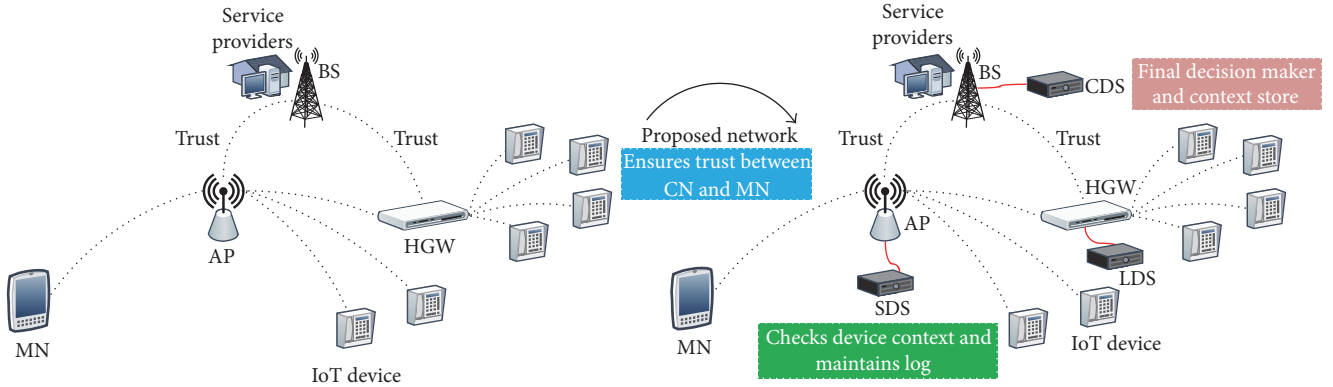 Service
providers
BS
Trust
Trust
AP
HGW
MN
IoT device
Proposed network
Ensures trust between
CN and MN
Service
providers
BS
CDS
Final decision maker
and context store
Trust
Trust
HGW
AP
LDS
SDS
MN
IoT device
Checks device context and
maintains log